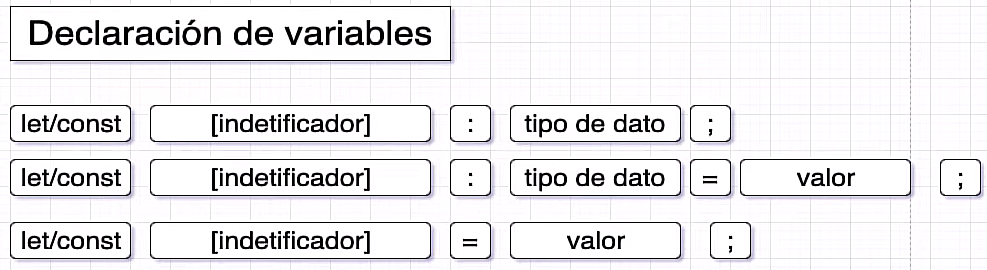 Declaración de variables
let/const [indetificador] : tipo de dato ;
let/const [indetificador] : tipo de dato = valor ;
let/const [indetificador] = valor ;